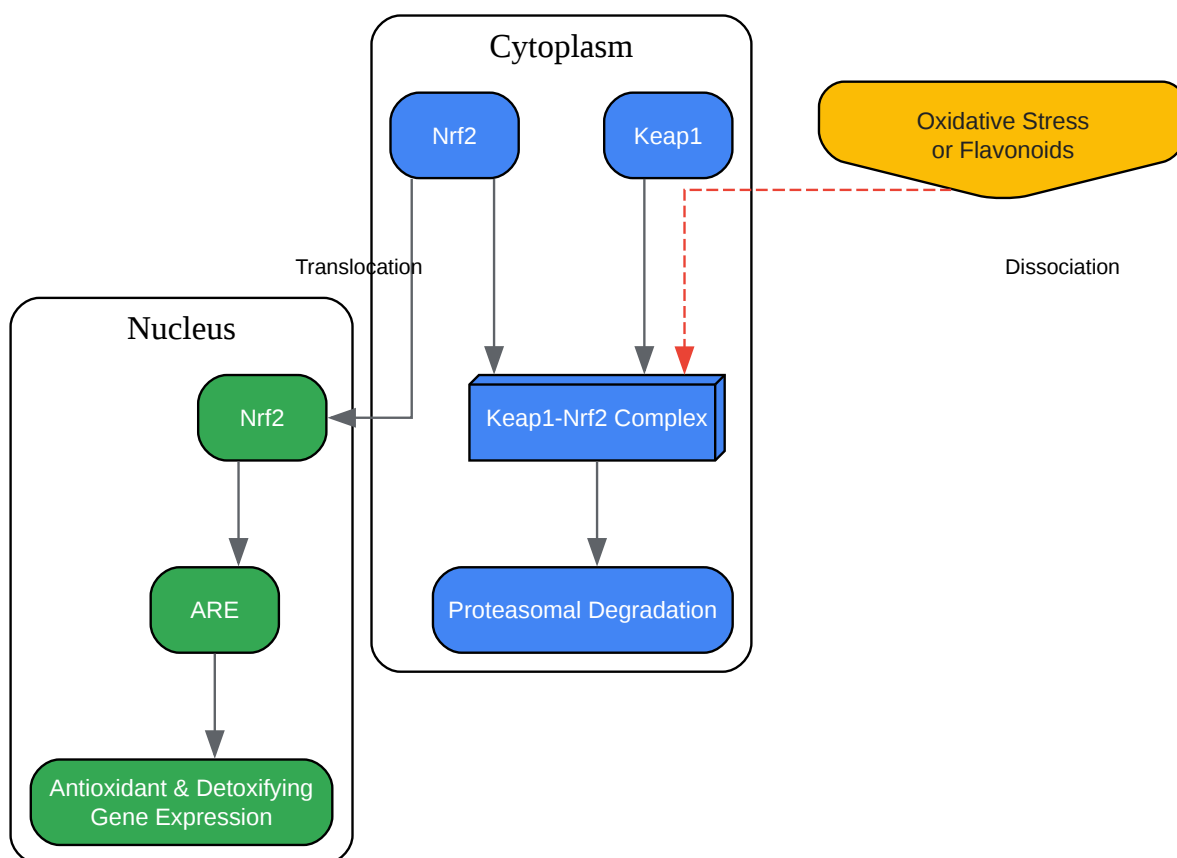 Cytoplasm
Nrf2
Keap1
Oxidative Stress
or Flavonoids
Translocation
Dissociation
Nucleus
Nrf2
Keap1-Nrf2 Complex
ARE
Proteasomal Degradation
Antioxidant & Detoxifying
Gene Expression